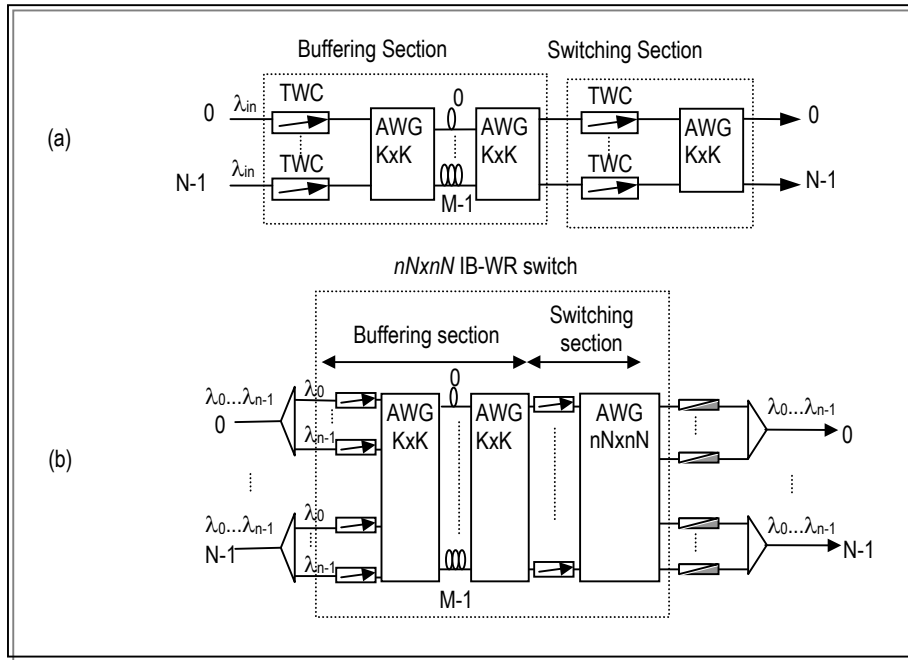 Buffering Section
Switching Section
(a)
0
λin
TWC
AWG
KxK
0
AWG
KxK
TWC
AWG
KxK
0
N-1
λin
TWC
M-1
TWC
N-1
nNxnN IB-WR switch
Buffering section
Switching
section
(b)
λ0...λn-1
0
λ0
λn-1
AWG
KxK
0
AWG
KxK
AWG
nNxnN
λ0...λn-1
0
λ0...λn-1
N-1
λ0
λn-1
M-1
λ0...λn-1
N-1